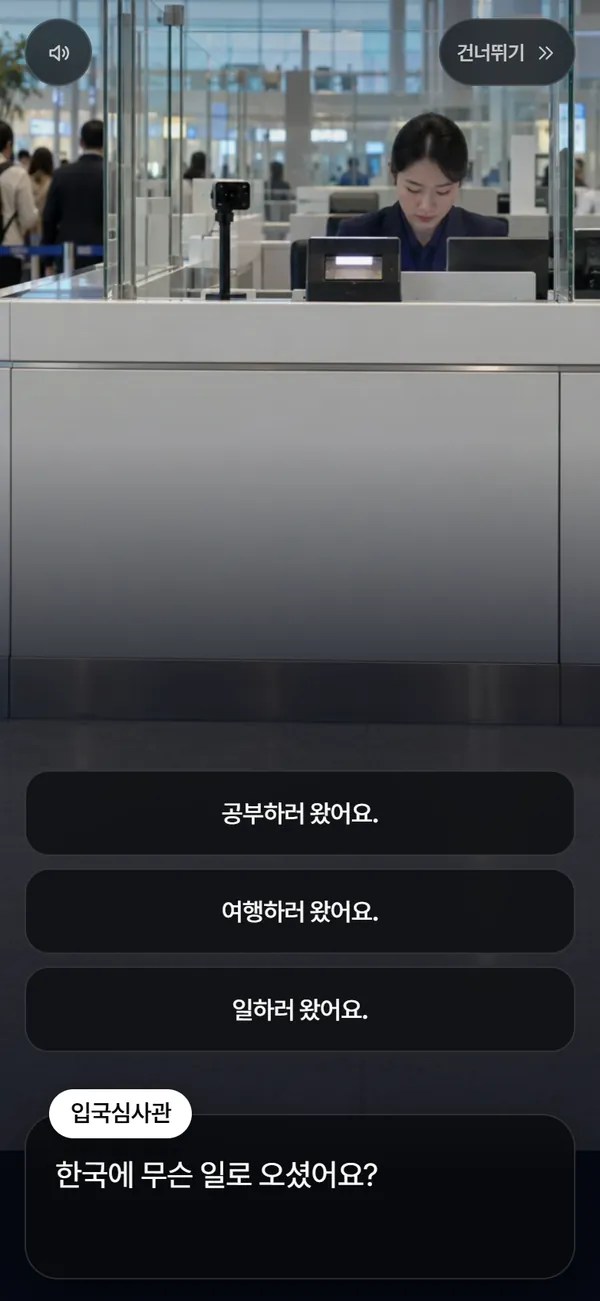 건너뛰기
공부하러 왔어요.
여행하러 왔어요.
일하러 왔어요.
입국심사관
한국에 무슨 일로 오셨어요?